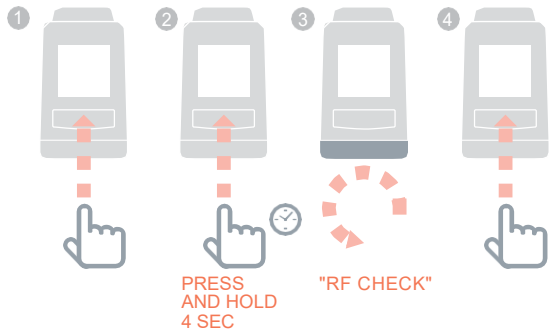 1
2
3
4
PRESS
AND HOLD
4 SEC
"RF CHECK"